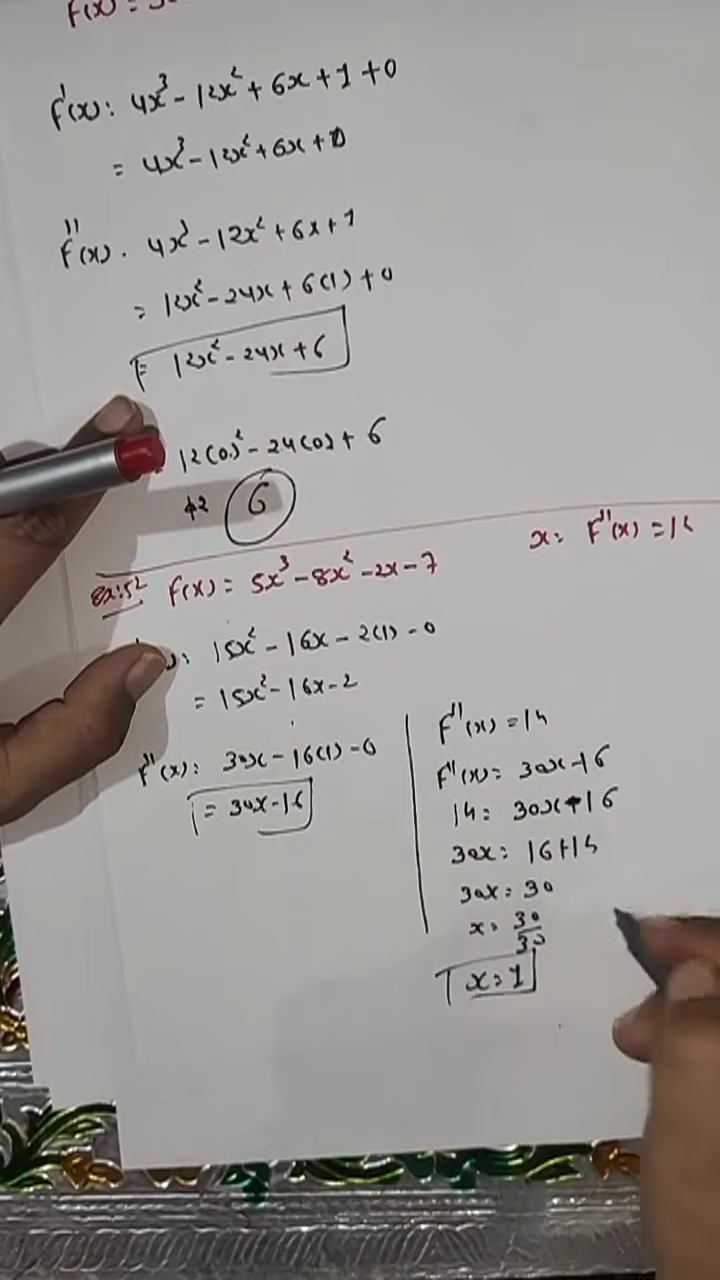 f(x) =
f'(x): 4x³ - 12x² + 6x + 1 + 0
= 4x³ - 12x² + 6x + 1
f''(x). 4x³ - 12x² + 6x + 1
= 12x² - 24x + 6(1) + 0
= 12x² - 24x + 6
12(0)² - 24(0) + 6
6
x: F''(x) = 14
Ex:52 f(x) = 5x³ - 8x² - 2x - 7
15x² - 16x - 2(1) - 0
= 15x² - 16x - 2
f''(x): 30x - 16(1) - 0
= 30x - 16
F''(x) = 14
F''(x): 30x - 16
14: 30x - 16
30x: 16 + 14
30x: 30
x: 30/30
x: 1